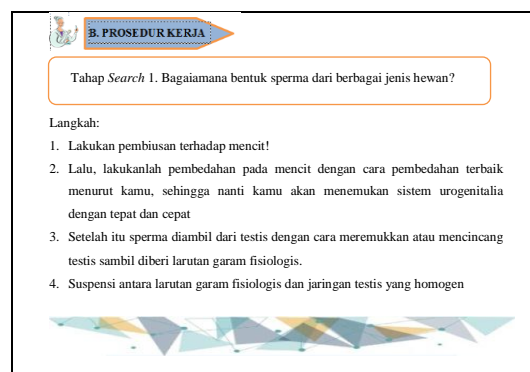 B. PROSEDUR KERJA
Tahap Search 1. Bagaiamana bentuk sperma dari berbagai jenis hewan?
Langkah:
1. Lakukan pembiusan terhadap mencit!
2. Lalu, lakukanlah pembedahan pada mencit dengan cara pembedahan terbaik
menurut kamu, sehingga nanti kamu akan menemukan sistem urogenitalia
dengan tepat dan cepat
3. Setelah itu sperma diambil dari testis dengan cara meremukkan atau mencincang
testis sambil diberi larutan garam fisiologis.
4. Suspensi antara larutan garam fisiologis dan jaringan testis yang homogen